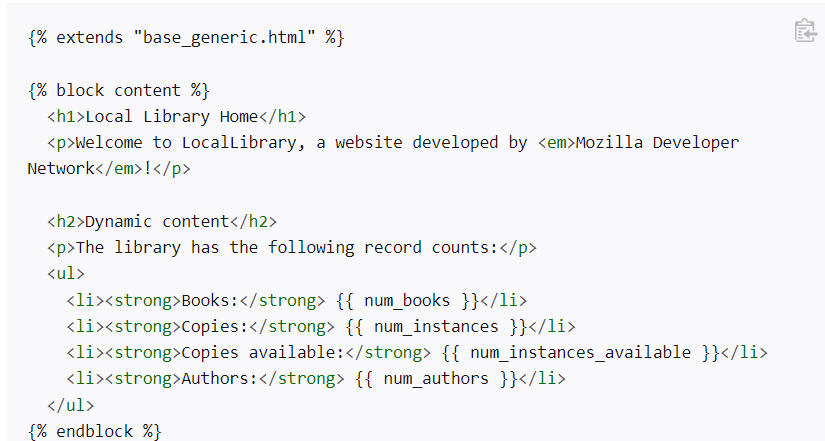 {% extends "base_generic.html" %}
{% block content %}
<h1>Local Library Home</h1>
<p>Welcome to LocalLibrary, a website developed by <em>Mozilla Developer
Network</em>!</p>
<h2>Dynamic content</h2>
<p>The library has the following record counts:</p>
<ul>
<li><strong>Books:</strong> {{ num_books }}</li>
<li><strong>Copies:</strong> {{ num_instances }}</li>
<li><strong>Copies available:</strong> {{ num_instances_available }}</li>
<li><strong>Authors:</strong> {{ num_authors }}</li>
</ul>
{% endblock %}